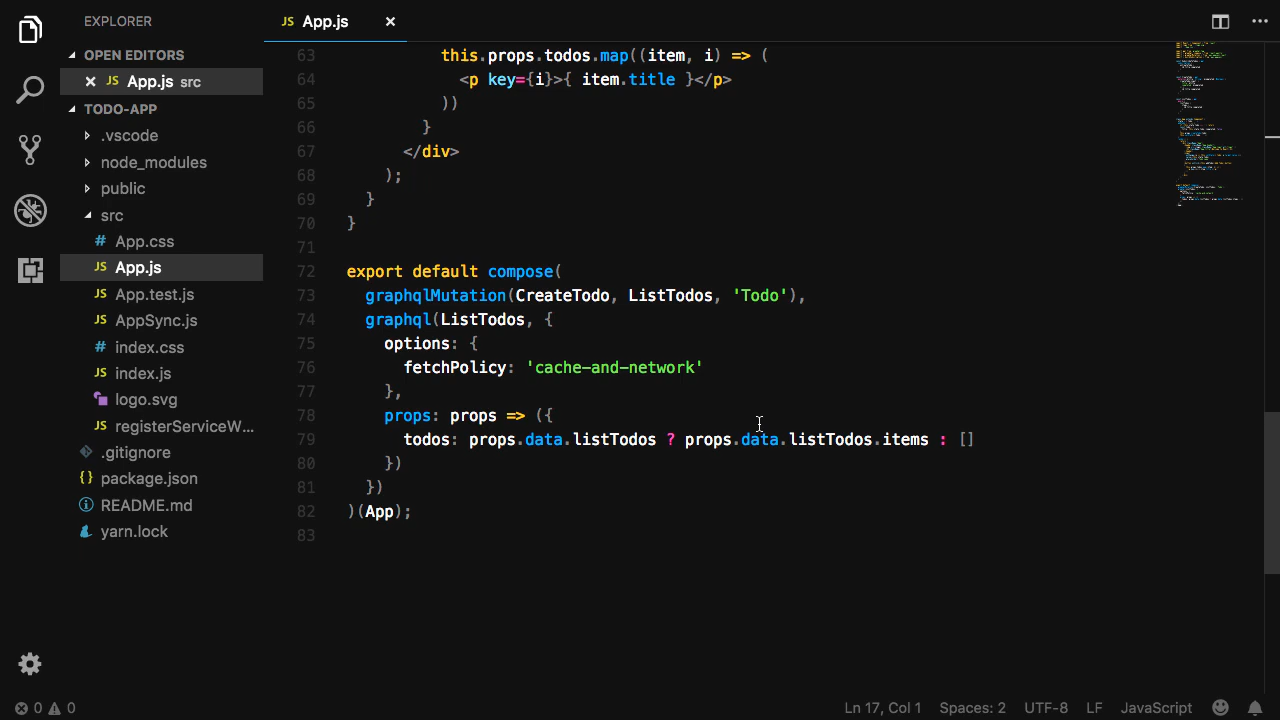 EXPLORER
OPEN EDITORS
JS App.js src
TODO-APP
.vscode
node_modules
public
src
# App.css
JS App.js
JS App.test.js
JS AppSync.js
# index.css
JS index.js
logo.svg
JS registerServiceW...
.gitignore
{} package.json
README.md
yarn.lock
JS App.js
63 this.props.todos.map((item, i) => (
64 <p key={i}>{ item.title }</p>
65 ))
66 }
67 </div>
68 );
69 }
70 }
71
72 export default compose(
73 graphqlMutation(CreateTodo, ListTodos, 'Todo'),
74 graphql(ListTodos, {
75 options: {
76 fetchPolicy: 'cache-and-network'
77 },
78 props: props => ({
79 todos: props.data.listTodos ? props.data.listTodos.items : []
80 })
81 })
82 )(App);
83
0 0
Ln 17, Col 1 Spaces: 2 UTF-8 LF JavaScript